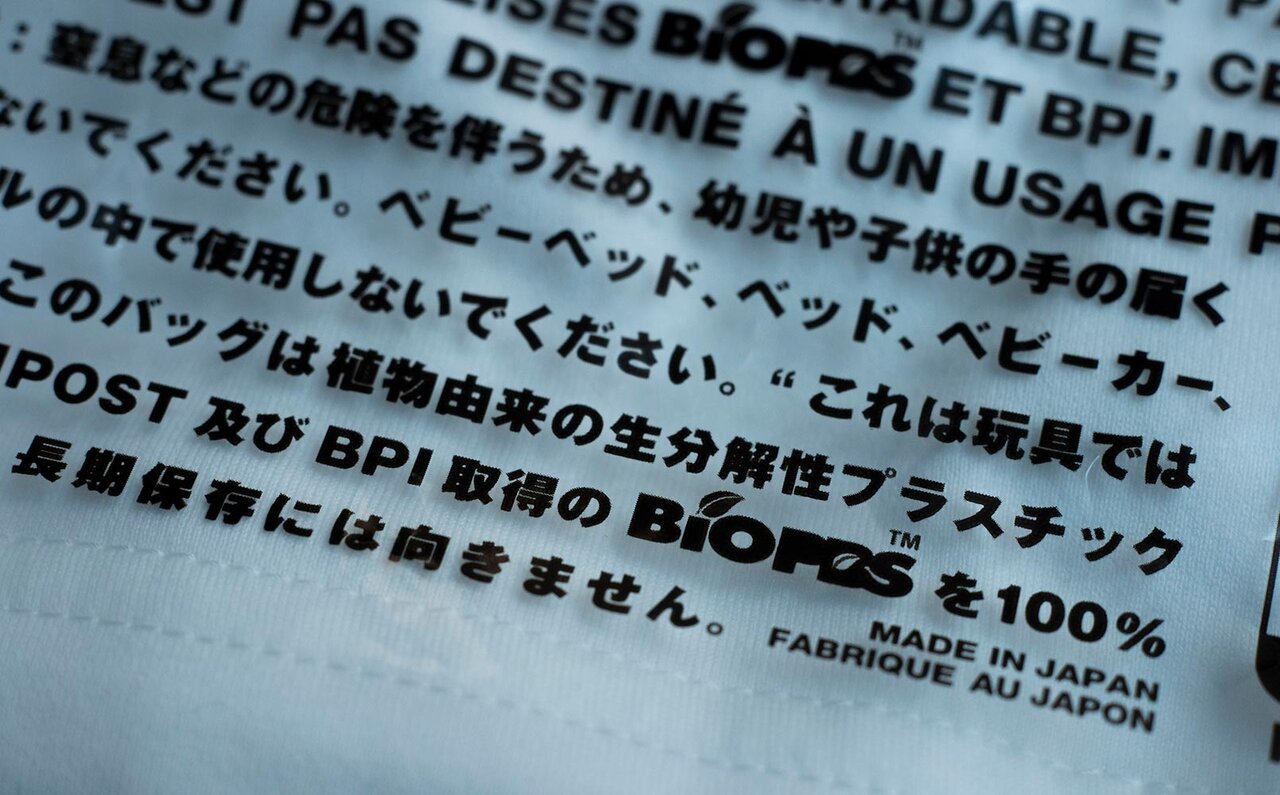 PAS DESTINÉ À UN USAGE
BIOPDS™ ET BPI. IM
: 窒息などの危険を伴うため、幼児や子供の手の届く
ないでください。ベビーベッド、ベッド、ベビーカー、
ルの中で使用しないでください。“これは玩具では
このバッグは植物由来の生分解性プラスチック
MPOST 及び BPI 取得の BIOPDS™ を100%
長期保存には向きません。
MADE IN JAPAN
FABRIQUE AU JAPON